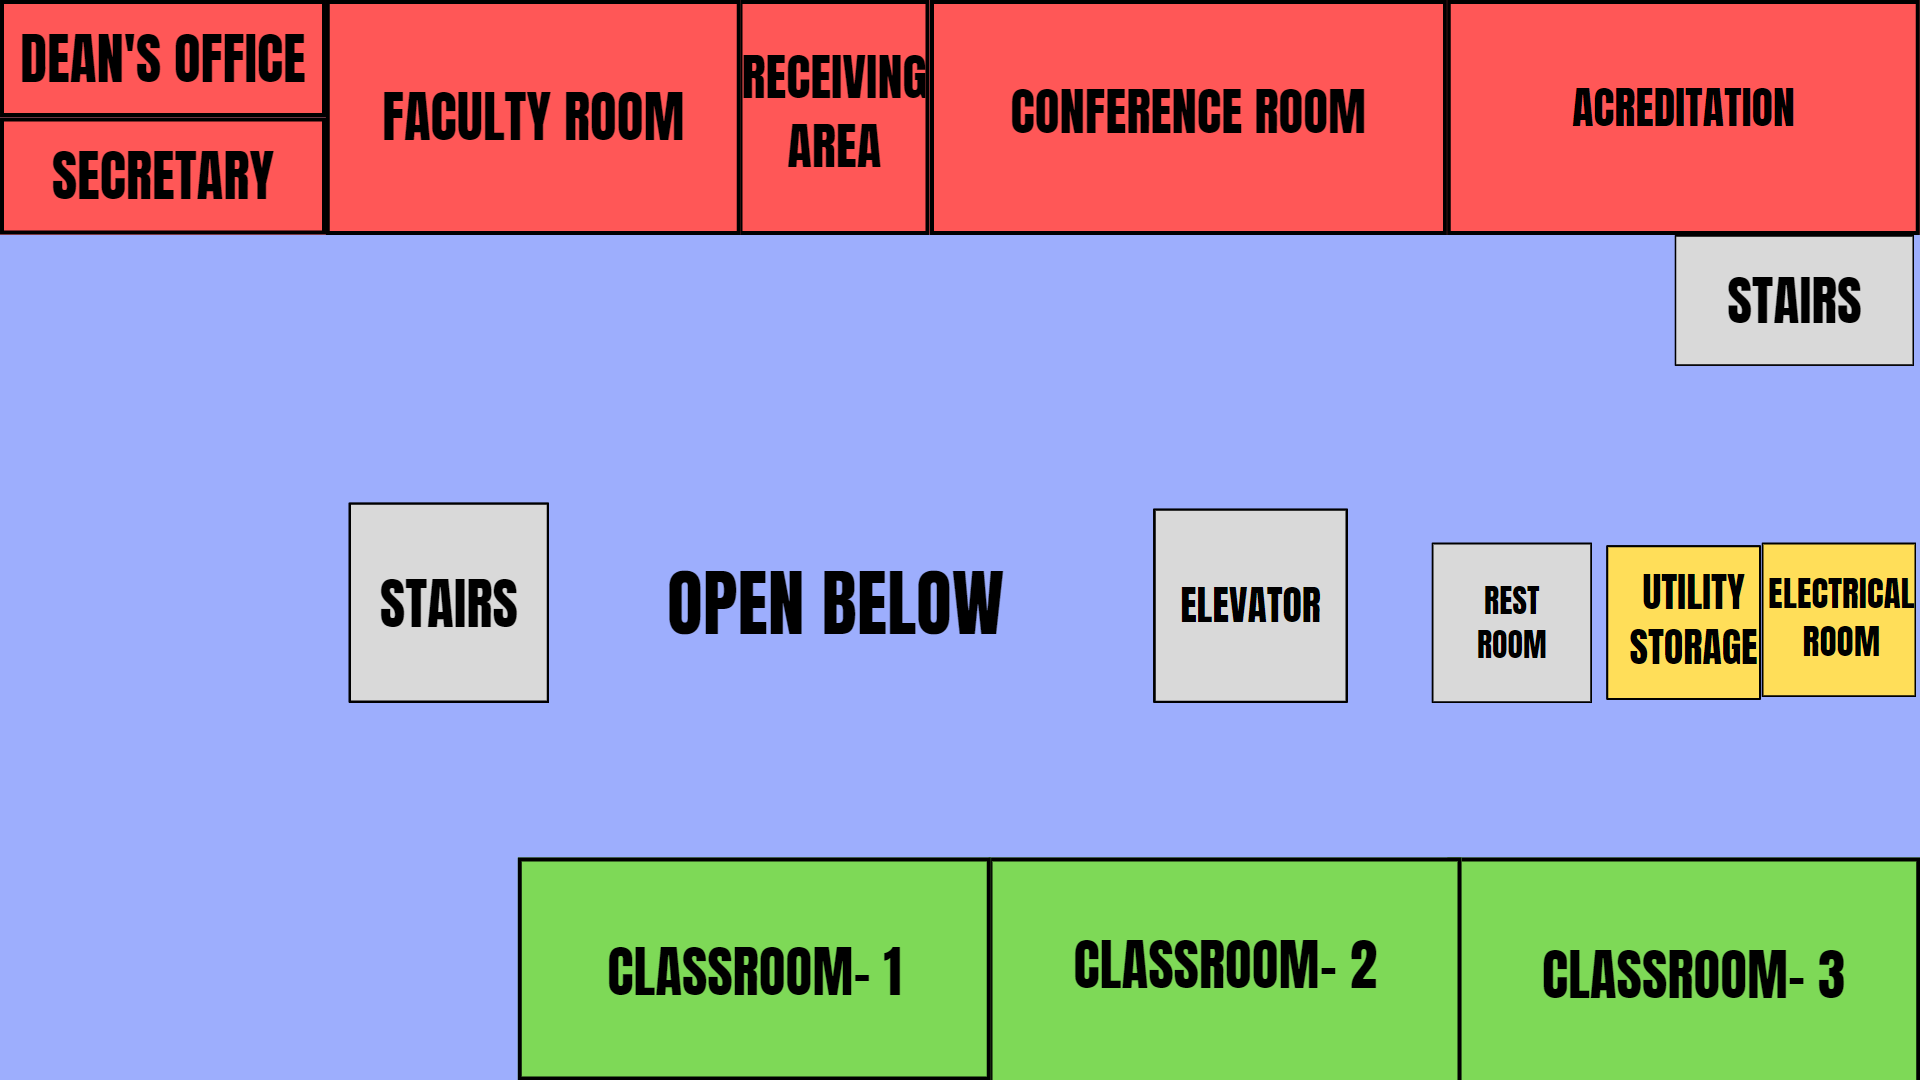 DEAN'S OFFICE
SECRETARY
FACULTY ROOM
RECEIVING
AREA
CONFERENCE ROOM
ACREDITATION
STAIRS
STAIRS
OPEN BELOW
ELEVATOR
REST
ROOM
UTILITY
STORAGE
ELECTRICAL
ROOM
CLASSROOM- 1
CLASSROOM- 2
CLASSROOM- 3